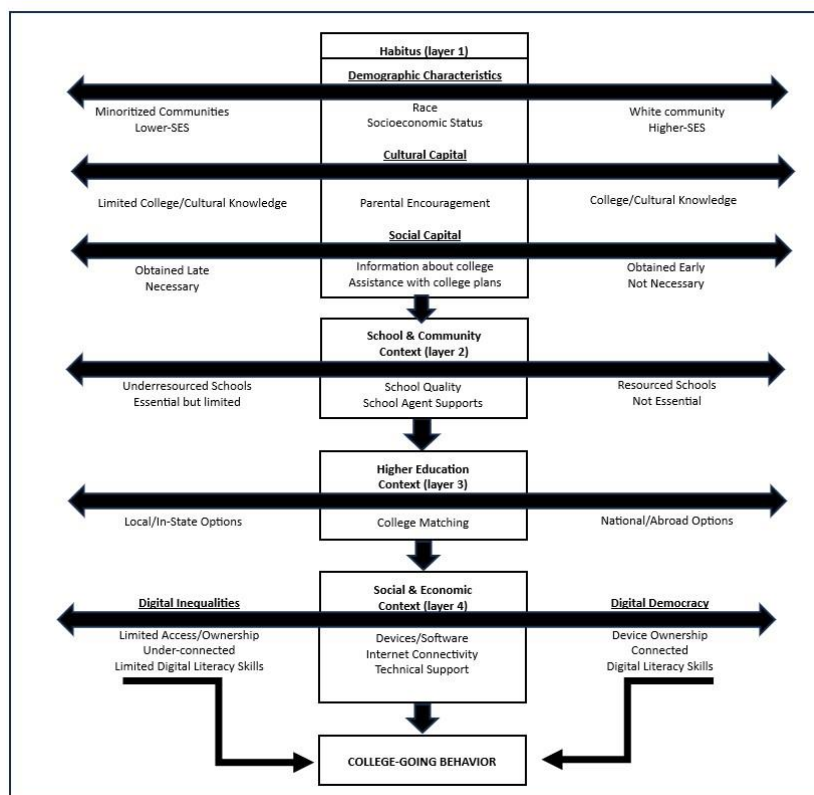 Habitus (layer 1)
Demographic Characteristics
Minoritized Communities
Lower-SES
Race
Socioeconomic Status
White community
Higher-SES
Cultural Capital
Limited College/Cultural Knowledge
Parental Encouragement
College/Cultural Knowledge
Social Capital
Obtained Late
Necessary
Information about college
Assistance with college plans
Obtained Early
Not Necessary
School & Community
Context (layer 2)
Underresourced Schools
Essential but limited
School Quality
School Agent Supports
Resourced Schools
Not Essential
Higher Education
Context (layer 3)
Local/In-State Options
College Matching
National/Abroad Options
Social & Economic
Context (layer 4)
Digital Inequalities
Limited Access/Ownership
Under-connected
Limited Digital Literacy Skills
Devices/Software
Internet Connectivity
Technical Support
Digital Democracy
Device Ownership
Connected
Digital Literacy Skills
COLLEGE-GOING BEHAVIOR